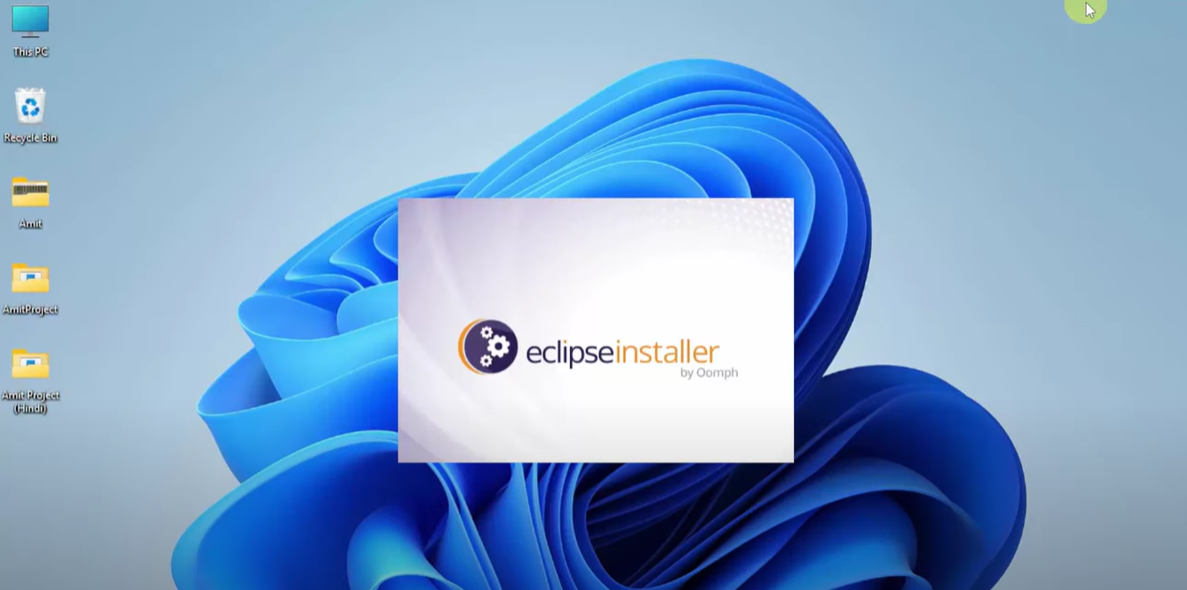 This PC
Recycle Bin
Amit
AmitProject
Amit Project
(Hindi)
eclipseinstaller
by Oomph